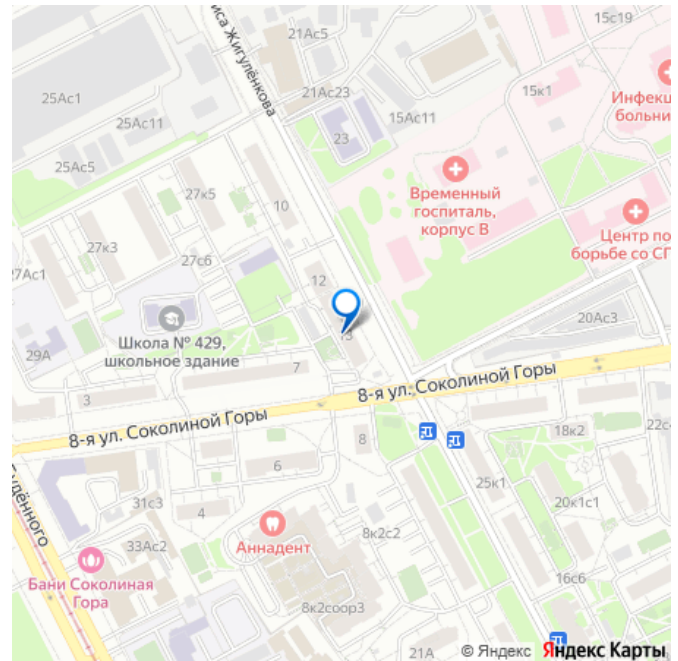 15с19
21Ас5
иса Жигулёнкова
25Ас1
21Ас23
15к1
Инфекц
больни
25Ас11
23
15Ас11
25Ас5
27к5
10
Временный
госпиталь,
корпус В
Центр по
борьбе со СП
27к3
27с6
27Ас1
12
20Ас3
Школа № 429,
школьное здание
29А
7
3
8-я ул. Соколиной Горы
8-я ул. Соколиной Горы
18к2
22с4
8
6
25к1
20к1с1
Будённого
31с3
4
33Ас2
Аннадент
8к2с2
Бани Соколиная
Гора
16с6
8к2соор3
21А
© Яндекс Яндекс Карты